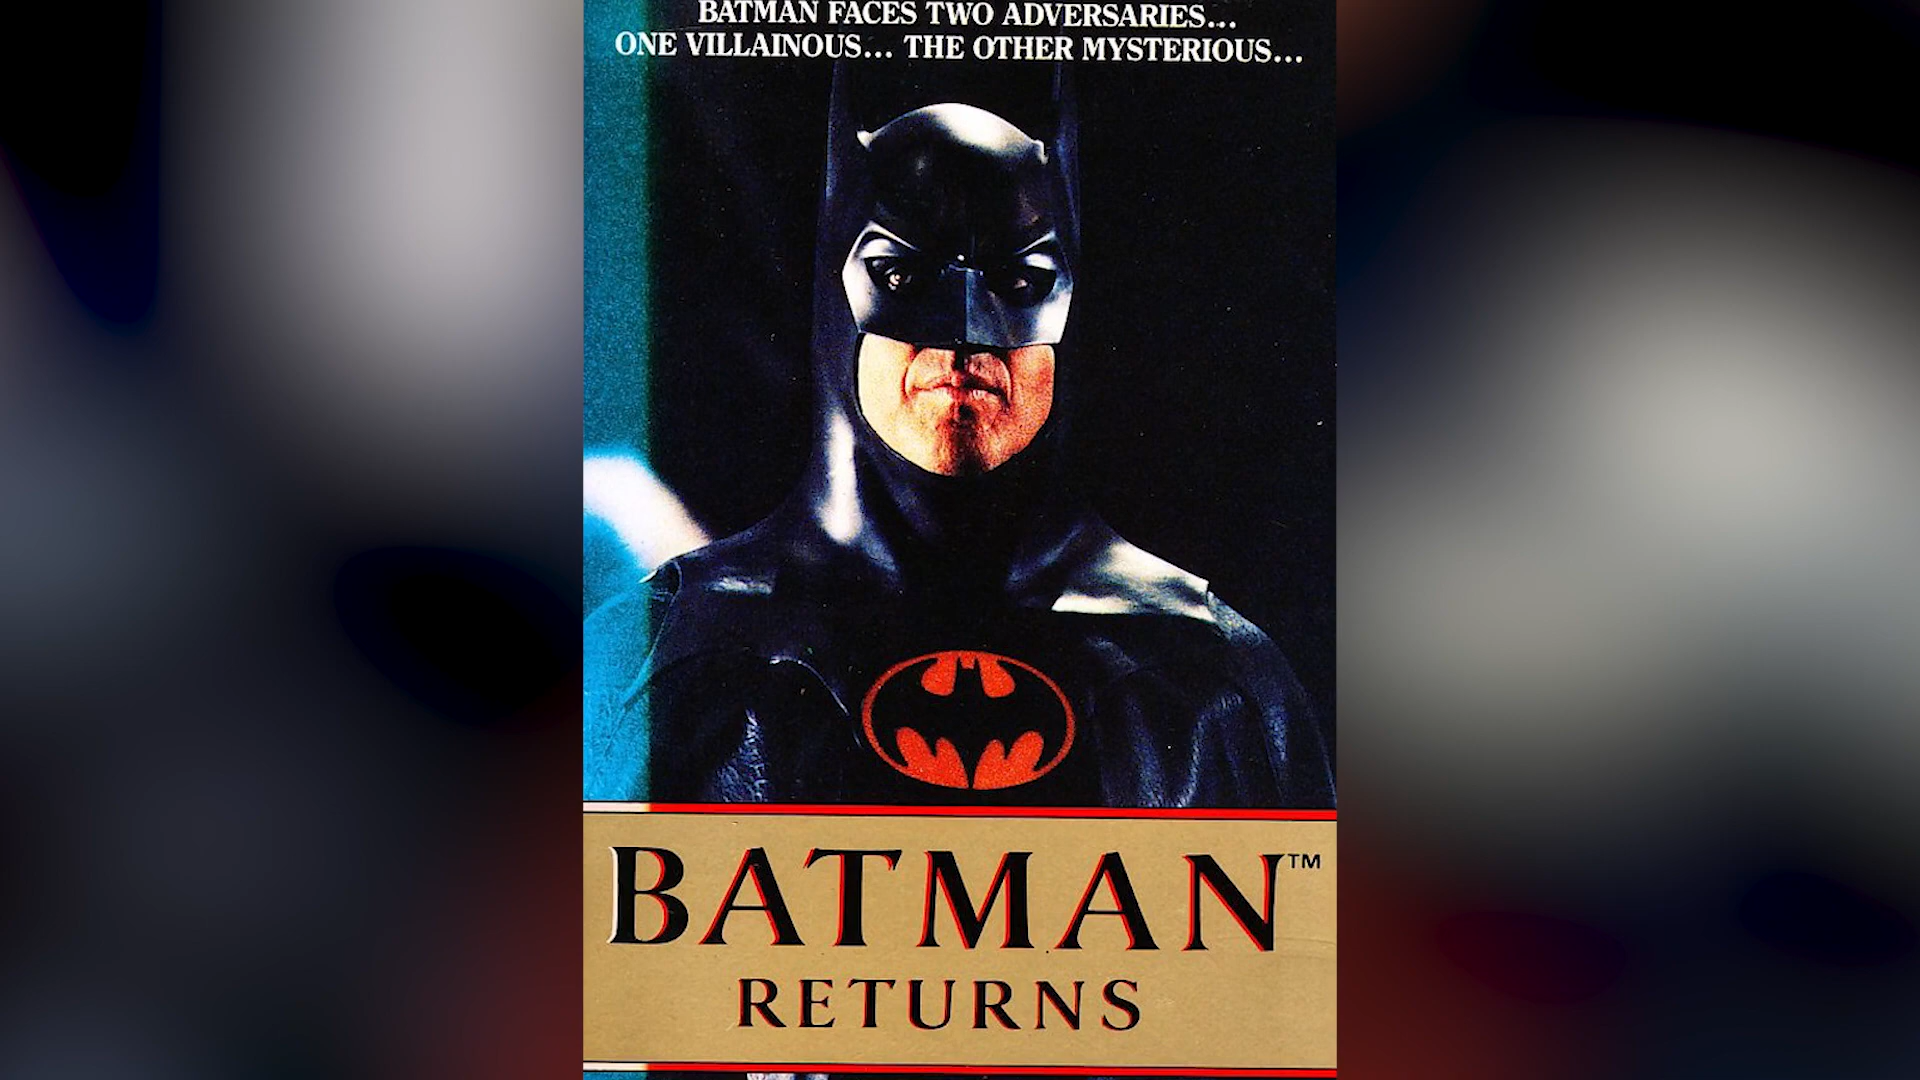 BATMAN FACES TWO ADVERSARIES...
ONE VILLAINOUS... THE OTHER MYSTERIOUS...
BATMAN™
RETURNS